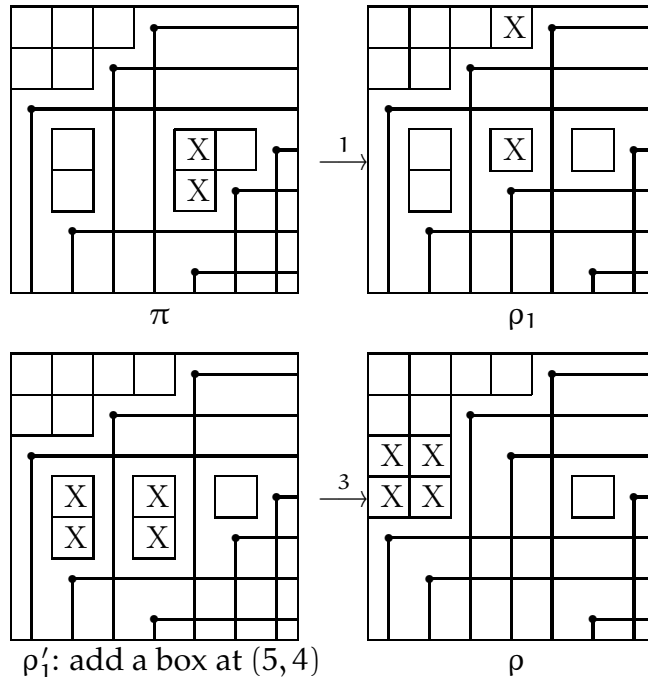 X
X 1 X
X
π ρ₁
X X X X
X X 3 X X
ρ′₁: add a box at (5, 4) ρ